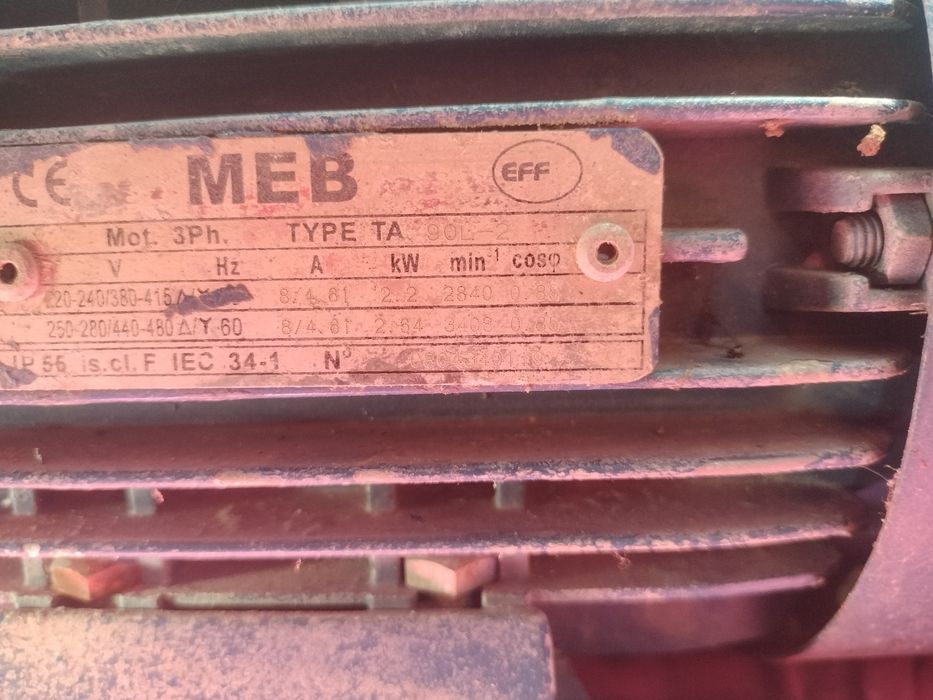 CE MEB EFF
Mot. 3Ph. TYPE TA 90L-2
V Hz A kW min⁻¹ cosφ
220-240/380-415 Δ/Y 8/4.61 2.2 2840
250-280/440-480 Δ/Y 60 8/4.61 2.64 3408
IP 55 is.cl. F IEC 34-1 N°